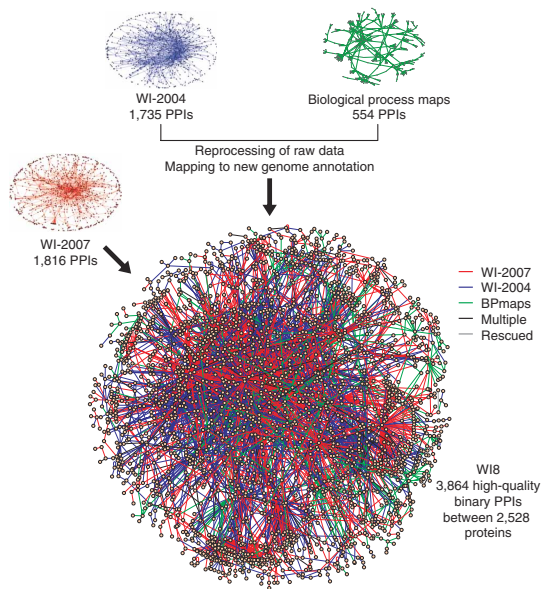 WI-2004
1,735 PPIs
Biological process maps
554 PPIs
Reprocessing of raw data
Mapping to new genome annotation
WI-2007
1,816 PPIs
WI-2007
WI-2004
BPmaps
Multiple
Rescued
WI8
3,864 high-quality
binary PPIs
between 2,528
proteins